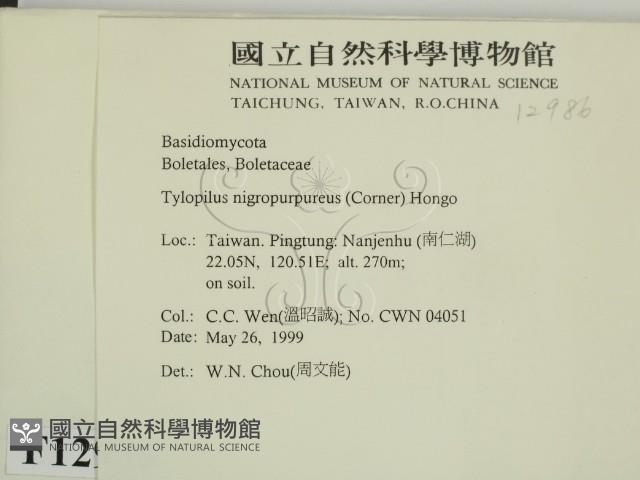 國立自然科學博物館
NATIONAL MUSEUM OF NATURAL SCIENCE
TAICHUNG, TAIWAN, R.O.CHINA
12986
Basidiomycota
Boletales, Boletaceae
Tylopilus nigropurpureus (Corner) Hongo
Loc.: Taiwan. Pingtung: Nanjenhu (南仁湖)
22.05N, 120.51E; alt. 270m;
on soil.
Col.: C.C. Wen(溫昭誠); No. CWN 04051
Date: May 26, 1999
Det.: W.N. Chou(周文能)
國立自然科學博物館
NATIONAL MUSEUM OF NATURAL SCIENCE